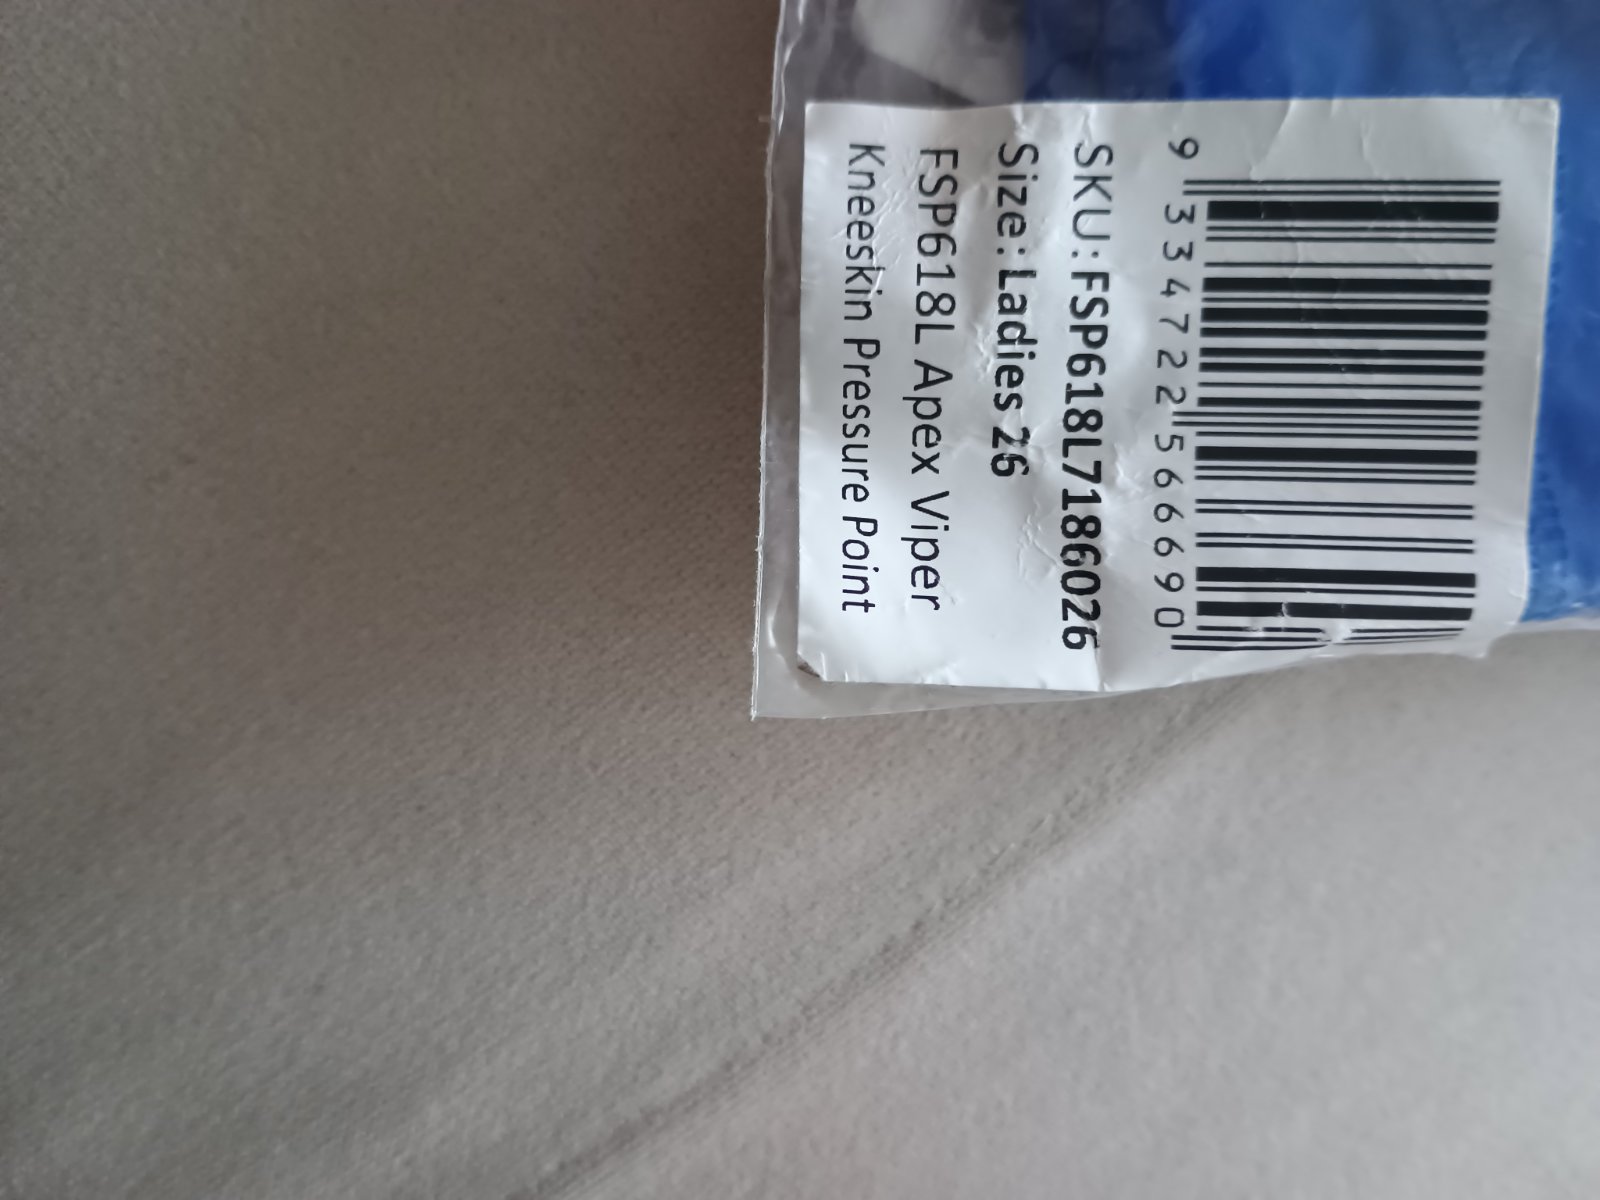 9 334722 566690
SKU: FSP618L7186026
Size: Ladies 26
FSP618L Apex Viper
Kneeskin Pressure Point